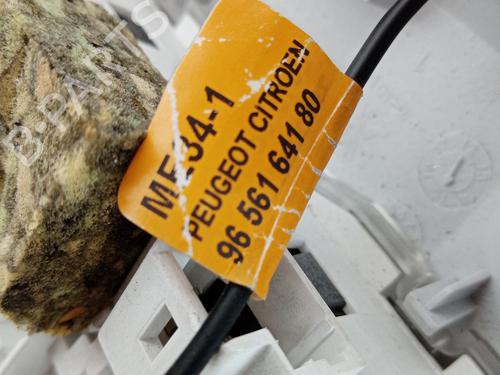 ME34-1
PEUGEOT CITROEN
96 561 641 80
B-PARTS